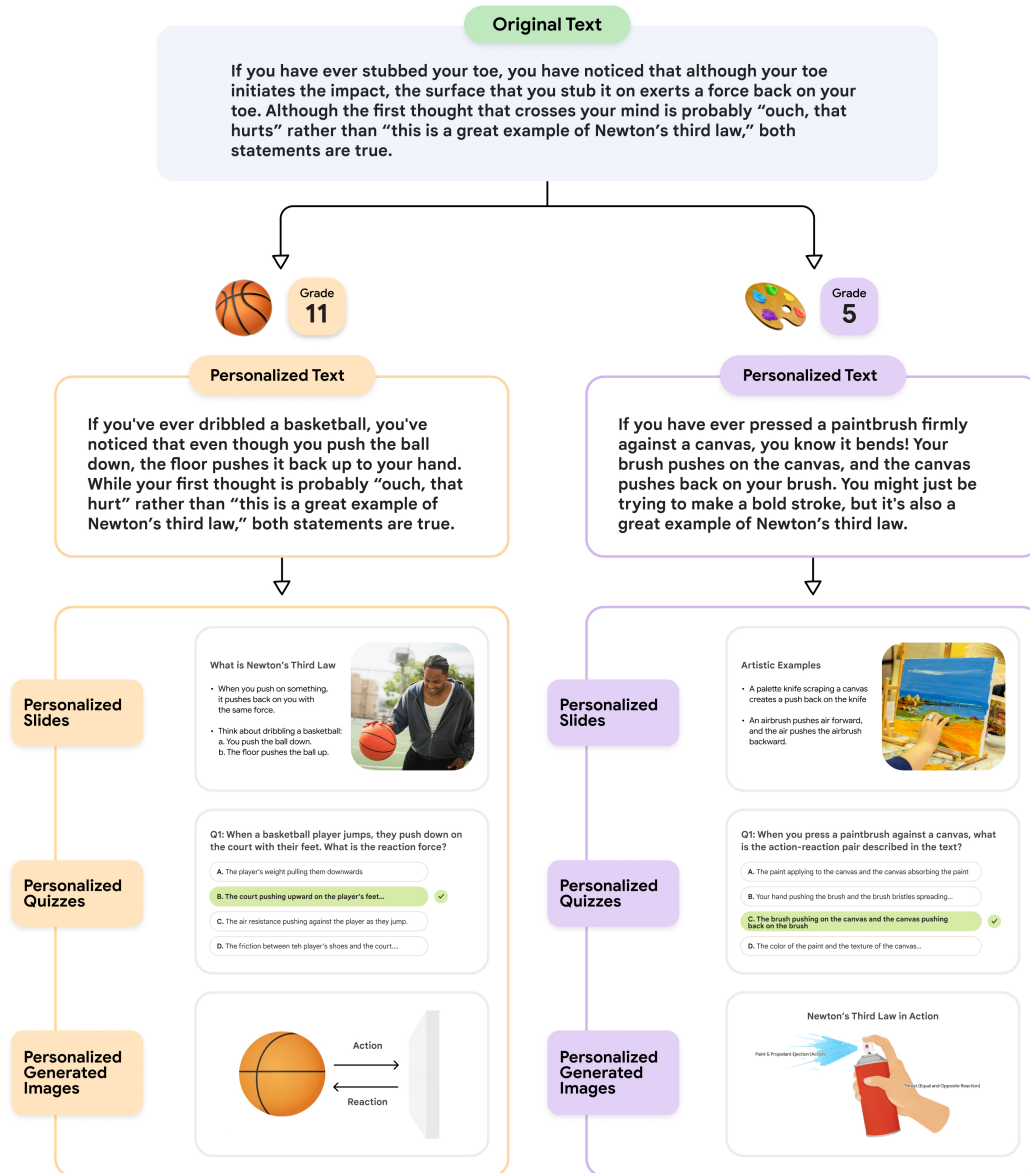 Original Text
If you have ever stubbed your toe, you have noticed that although your toe
initiates the impact, the surface that you stub it on exerts a force back on your
toe. Although the first thought that crosses your mind is probably “ouch, that
hurts” rather than “this is a great example of Newton’s third law,” both
statements are true.
Grade
11
Personalized Text
If you've ever dribbled a basketball, you've
noticed that even though you push the ball
down, the floor pushes it back up to your hand.
While your first thought is probably “ouch, that
hurt” rather than “this is a great example of
Newton’s third law,” both statements are true.
Personalized
Slides
What is Newton’s Third Law
• When you push on something,
it pushes back on you with
the same force.
• Think about dribbling a basketball:
a. You push the ball down.
b. The floor pushes the ball up.
Personalized
Quizzes
Q1: When a basketball player jumps, they push down on
the court with their feet. What is the reaction force?
A. The player’s weight pulling them downwards
B. The court pushing upward on the player’s feet...
C. The air resistance pushing against the player as they jump.
D. The friction between teh player’s shoes and the court....
Personalized
Generated
Images
Action
Reaction
Grade
5
Personalized Text
If you have ever pressed a paintbrush firmly
against a canvas, you know it bends! Your
brush pushes on the canvas, and the canvas
pushes back on your brush. You might just be
trying to make a bold stroke, but it's also a
great example of Newton’s third law.
Personalized
Slides
Artistic Examples
• A palette knife scraping a canvas
creates a push back on the knife
• An airbrush pushes air forward,
and the air pushes the airbrush
backward.
Personalized
Quizzes
Q1: When you press a paintbrush against a canvas, what
is the action-reaction pair described in the text?
A. The paint applying to the canvas and the canvas absorbing the paint
B. Your hand pushing the brush and the brush bristles spreading...
C. The brush pushing on the canvas and the canvas pushing
back on the brush
D. The color of the paint and the texture of the canvas...
Personalized
Generated
Images
Newton’s Third Law in Action
Paint & Propellant Ejection (Action)
Thrust (Equal and Opposite Reaction)